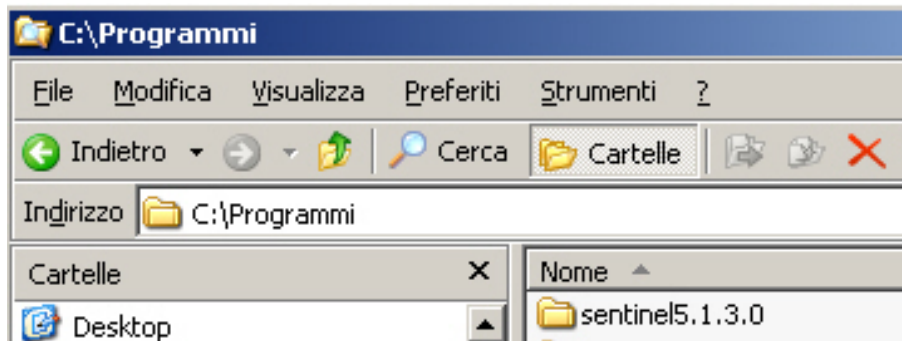 C:\Programmi
File Modifica Visualizza Preferiti Strumenti ?
Indietro Cerca Cartelle
Indirizzo C:\Programmi
Cartelle Nome
Desktop sentinel5.1.3.0